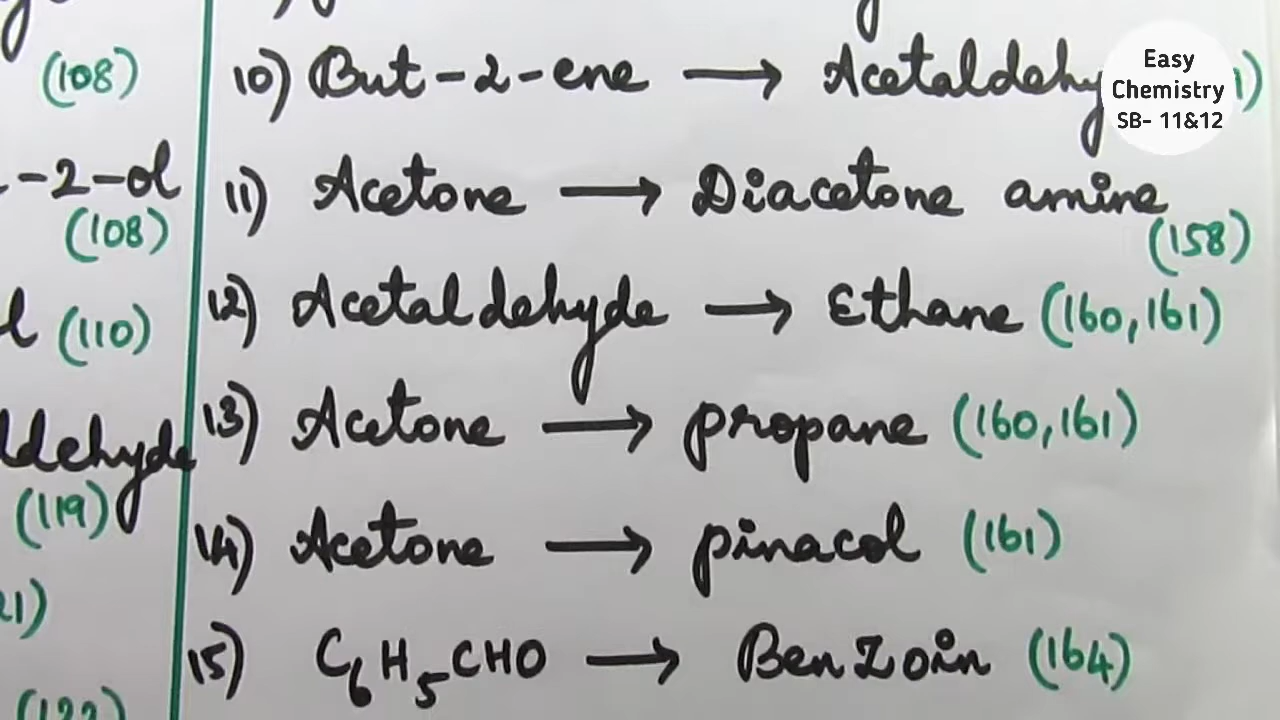 (108)
-2-ol
(108)
(110)
ldehyde
(119)
10) But-2-ene → Acetaldehy
11) Acetone → Diacetone amine
(158)
12) Acetaldehyde → Ethane (160,161)
13) Acetone → propane (160,161)
14) Acetone → pinacol (161)
15) C₆H₅CHO → BenZoin (164)
Easy
Chemistry
SB- 11&12